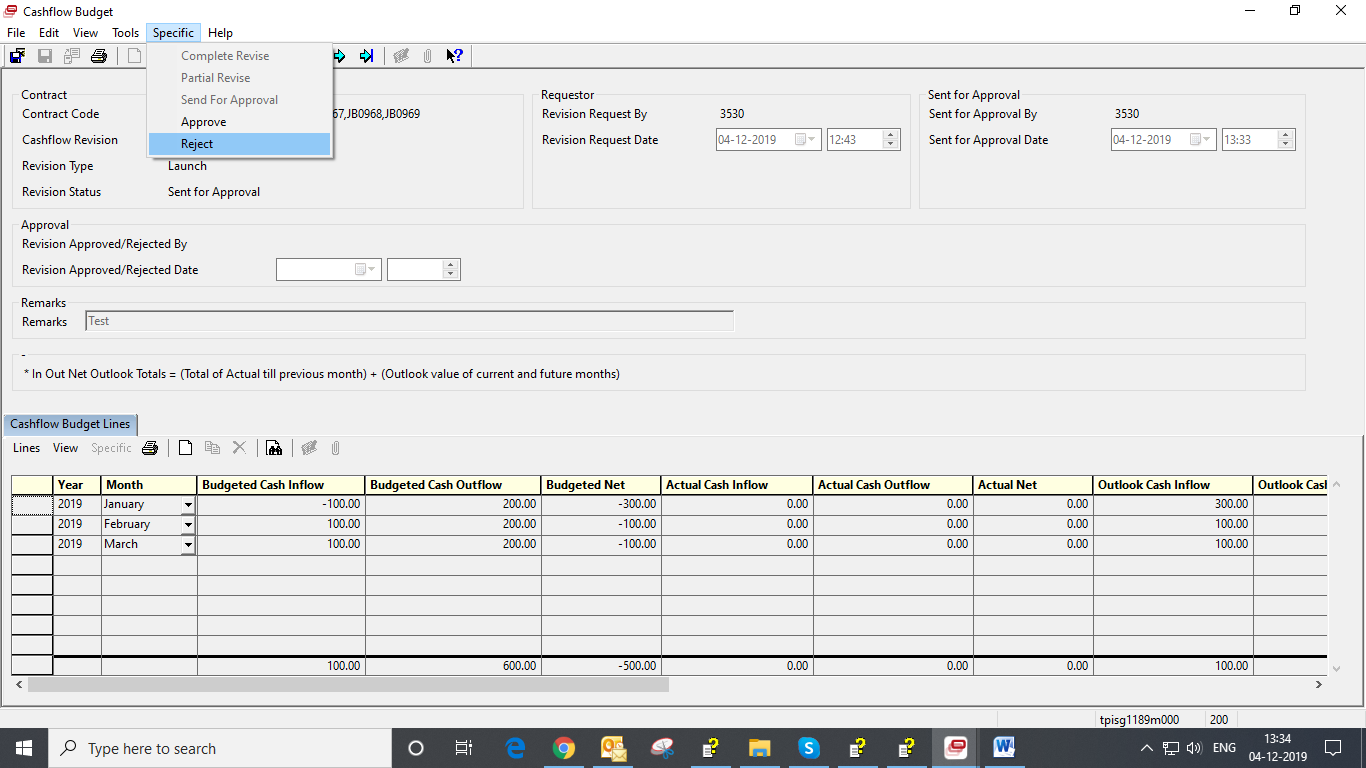 Cashflow Budget
File Edit View Tools Specific Help
Complete Revise
Partial Revise
Send For Approval
Approve
Reject
Contract
Contract Code 67,JB0968,JB0969
Cashflow Revision
Revision Type Launch
Revision Status Sent for Approval
Requestor
Revision Request By 3530
Revision Request Date 04-12-2019 12:43
Sent for Approval
Sent for Approval By 3530
Sent for Approval Date 04-12-2019 13:33
Approval
Revision Approved/Rejected By
Revision Approved/Rejected Date
Remarks
Remarks Test
-
* In Out Net Outlook Totals = (Total of Actual till previous month) + (Outlook value of current and future months)
Cashflow Budget Lines
Lines View Specific
Year Month Budgeted Cash Inflow Budgeted Cash Outflow Budgeted Net Actual Cash Inflow Actual Cash Outflow Actual Net Outlook Cash Inflow Outlook Cas
2019 January -100.00 200.00 -300.00 0.00 0.00 0.00 300.00
2019 February 100.00 200.00 -100.00 0.00 0.00 0.00 100.00
2019 March 100.00 200.00 -100.00 0.00 0.00 0.00 100.00
100.00 600.00 -500.00 0.00 0.00 0.00 100.00
tpisg1189m000 200
Type here to search
ENG
13:34
04-12-2019